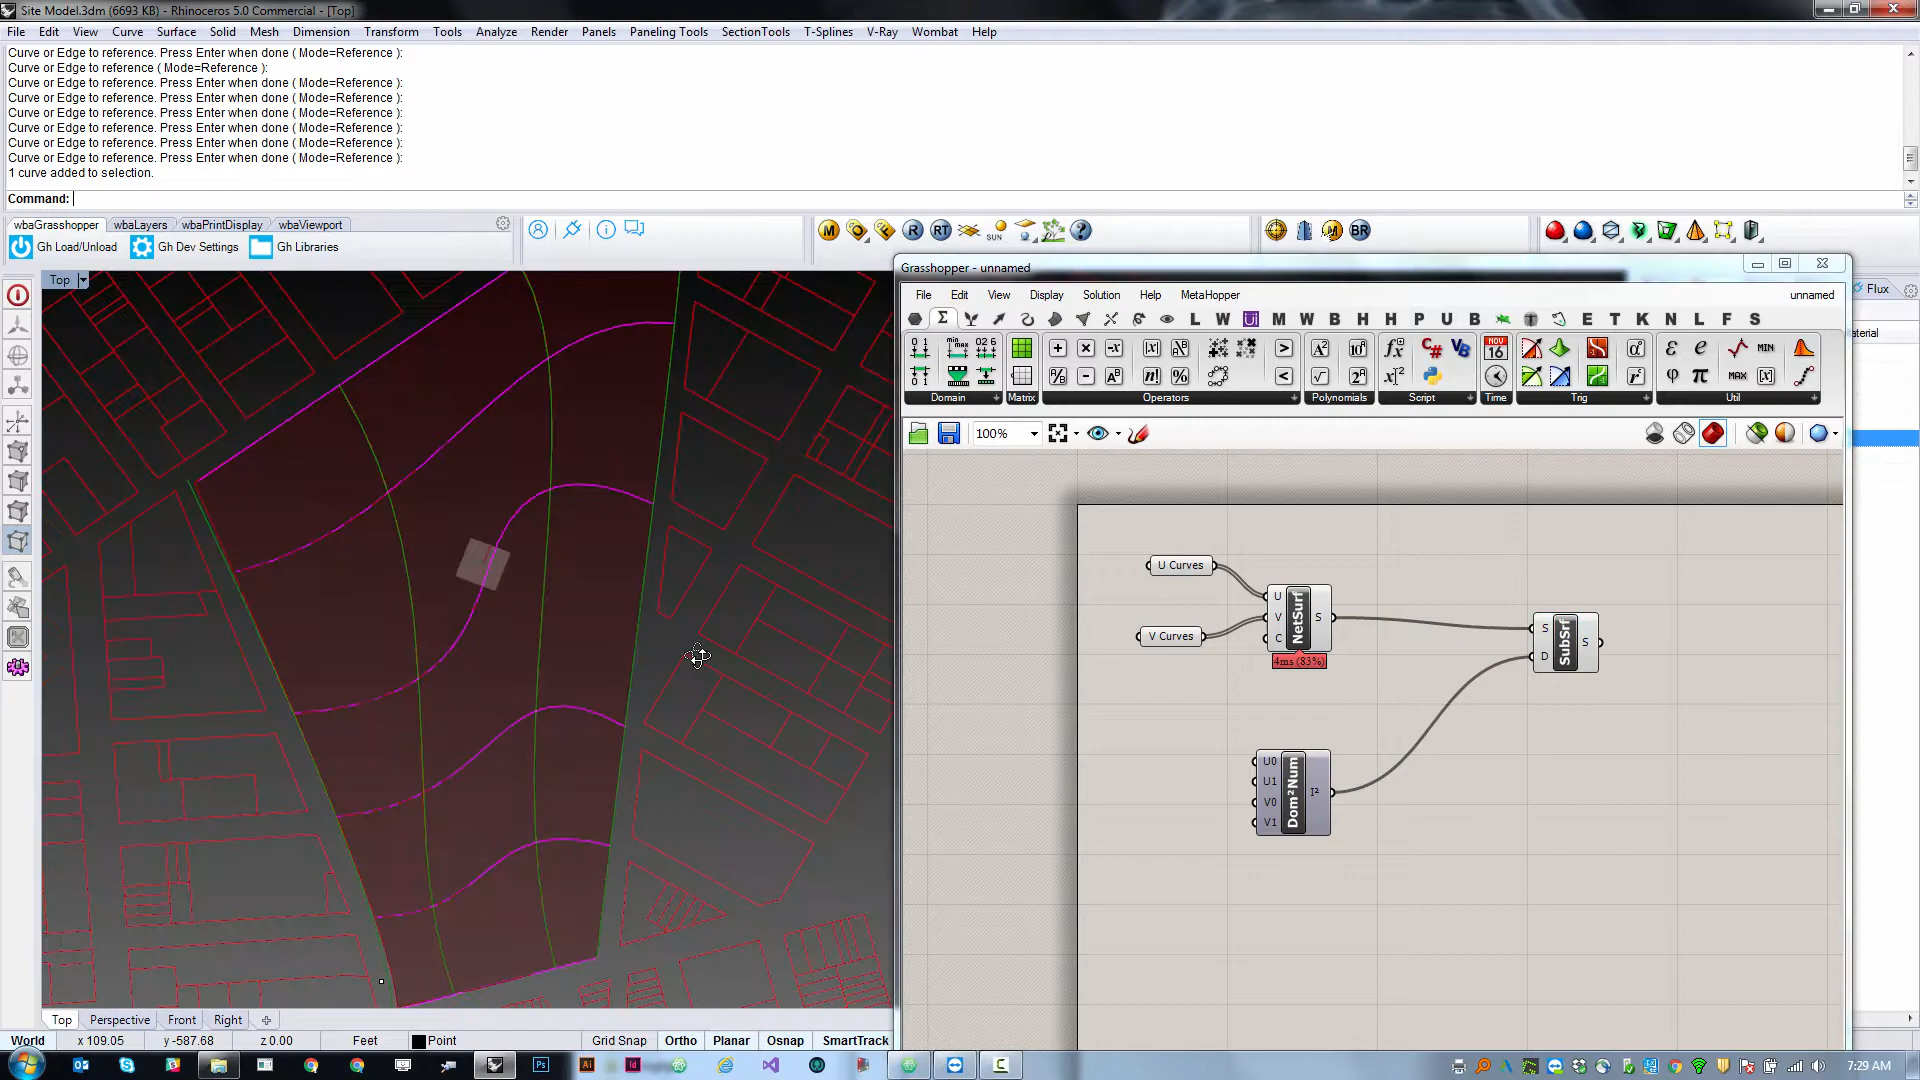 Site Model.3dm (6693 KB) - Rhinoceros 5.0 Commercial - [Top]
File Edit View Curve Surface Solid Mesh Dimension Transform Tools Analyze Render Panels Paneling Tools SectionTools T-Splines V-Ray Wombat Help
Curve or Edge to reference. Press Enter when done ( Mode=Reference ):
Curve or Edge to reference ( Mode=Reference ):
Curve or Edge to reference. Press Enter when done ( Mode=Reference ):
Curve or Edge to reference. Press Enter when done ( Mode=Reference ):
Curve or Edge to reference. Press Enter when done ( Mode=Reference ):
Curve or Edge to reference. Press Enter when done ( Mode=Reference ):
Curve or Edge to reference. Press Enter when done ( Mode=Reference ):
Curve or Edge to reference. Press Enter when done ( Mode=Reference ):
1 curve added to selection.
Command:
wbaGrasshopper wbaLayers wbaPrintDisplay wbaViewport
Gh Load/Unload Gh Dev Settings Gh Libraries
M O F R RT SUN ? M BR
Top
Grasshopper - unnamed
Flux
File Edit View Display Solution Help MetaHopper unnamed
L W Ui M W B H H P U B E T K N L F S
aterial
Domain Matrix Operators Polynomials Script Time Trig Util
100%
U Curves
V Curves
U V C NetSurf S
4ms (83%)
S D SubSrf S
U0 U1 V0 V1 Dom²Num I²
Top Perspective Front Right
World x 109.05 y -587.68 z 0.00 Feet Point Grid Snap Ortho Planar Osnap SmartTrack
7:29 AM